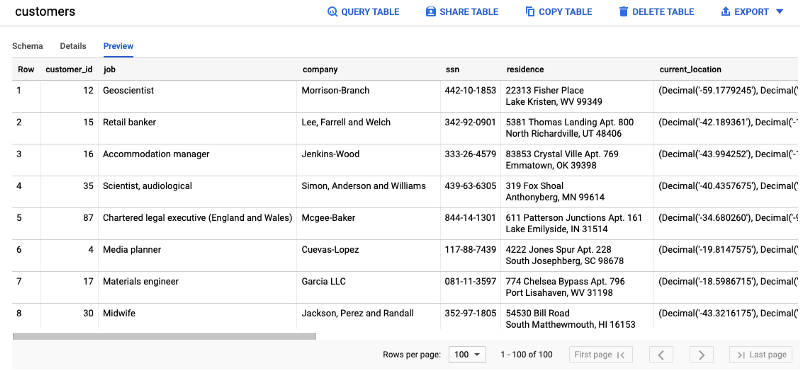 customers
QUERY TABLE SHARE TABLE COPY TABLE DELETE TABLE EXPORT
Schema Details Preview
Row customer_id job company ssn residence current_location
1 12 Geoscientist Morrison-Branch 442-10-1853 22313 Fisher Place (Decimal('-59.1779245'), Decimal('-
Lake Kristen, WV 99349
2 15 Retail banker Lee, Farrell and Welch 342-92-0901 5381 Thomas Landing Apt. 800 (Decimal('-42.189361'), Decimal('-1
North Richardville, UT 48406
3 16 Accommodation manager Jenkins-Wood 333-26-4579 83853 Crystal Ville Apt. 769 (Decimal('-43.994252'), Decimal('-1
Emmatown, OK 39398
4 35 Scientist, audiological Simon, Anderson and Williams 439-63-6305 319 Fox Shoal (Decimal('-40.4357675'), Decimal('-
Anthonyberg, MN 99614
5 87 Chartered legal executive (England and Wales) Mcgee-Baker 844-14-1301 611 Patterson Junctions Apt. 161 (Decimal('-34.680260'), Decimal('-9
Lake Emilyside, IN 31514
6 4 Media planner Cuevas-Lopez 117-88-7439 4222 Jones Spur Apt. 228 (Decimal('-19.8147575'), Decimal('-
South Josephberg, SC 98678
7 17 Materials engineer Garcia LLC 081-11-3597 774 Chelsea Bypass Apt. 796 (Decimal('-18.5986715'), Decimal('-
Port Lisahaven, WV 31198
8 30 Midwife Jackson, Perez and Randall 352-97-1805 54530 Bill Road (Decimal('-43.3216175'), Decimal('-
South Matthewmouth, HI 16153
Rows per page: 100 1 - 100 of 100 First page Last page